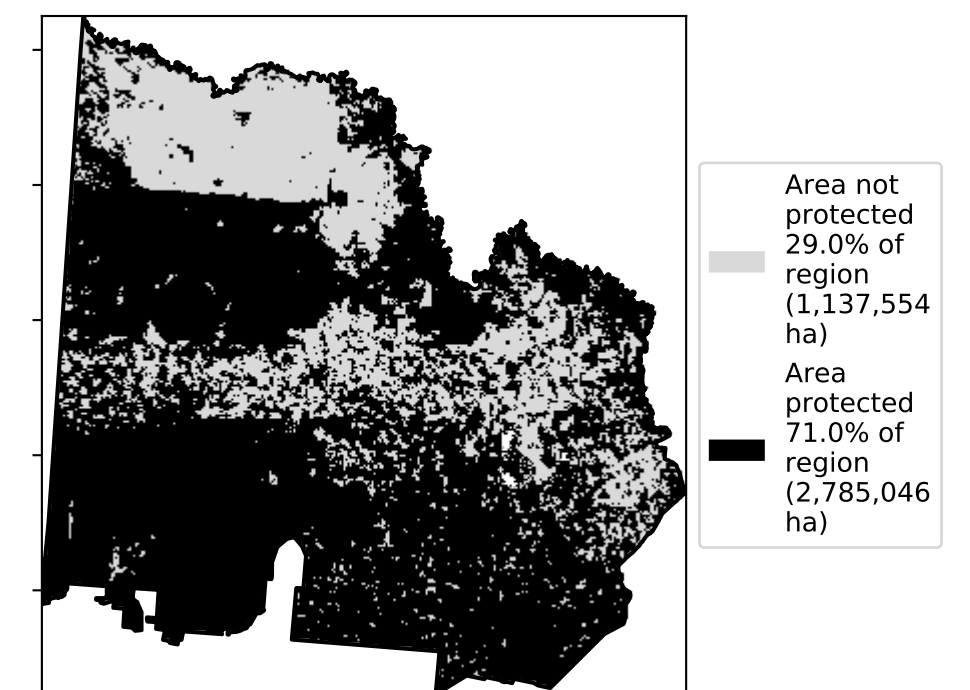 Area not
protected
29.0% of
region
(1,137,554
ha)
Area
protected
71.0% of
region
(2,785,046
ha)